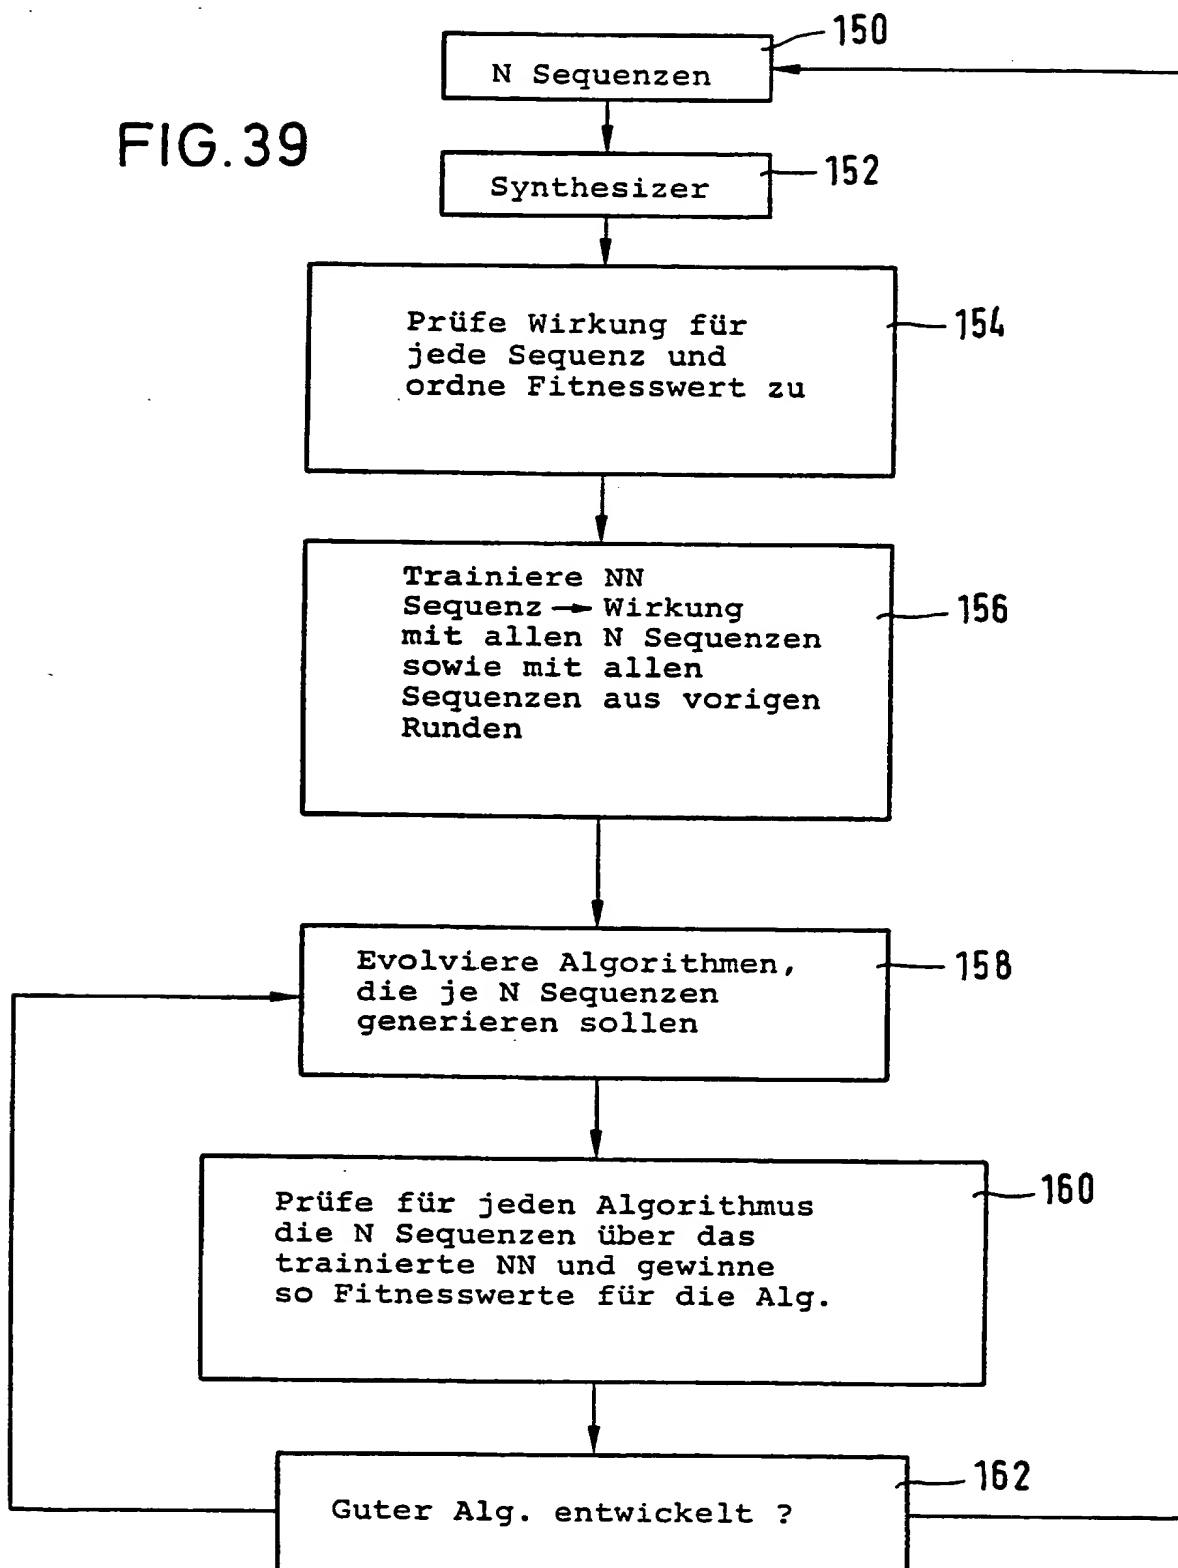 150
N Sequenzen
FIG.39
152
Synthesizer
154
Prüfe Wirkung für
jede Sequenz und
ordne Fitnesswert zu
156
Trainiere NN
Sequenz → Wirkung
mit allen N Sequenzen
sowie mit allen
Sequenzen aus vorigen
Runden
158
Evolviere Algorithmen,
die je N Sequenzen
generieren sollen
160
Prüfe für jeden Algorithmus
die N Sequenzen über das
trainierte NN und gewinne
so Fitnesswerte für die Alg.
162
Guter Alg. entwickelt ?